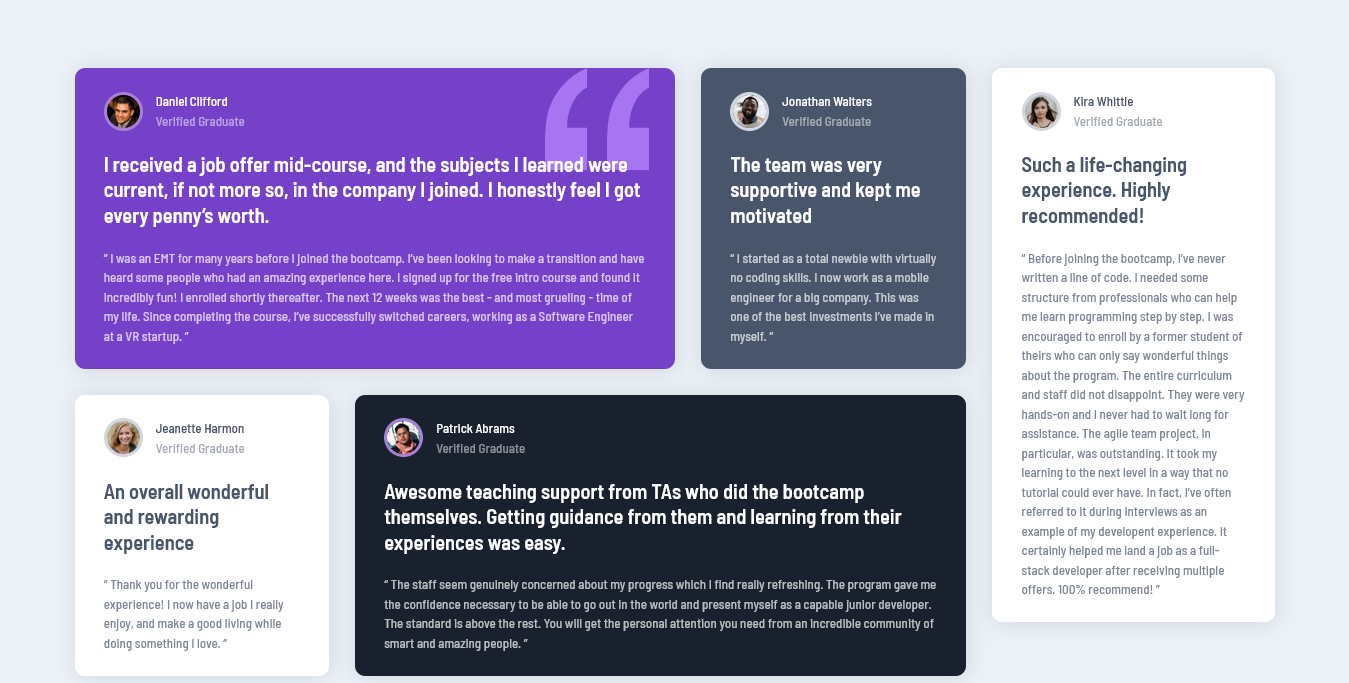 Daniel Clifford
Verified Graduate
I received a job offer mid-course, and the subjects I learned were
current, if not more so, in the company I joined. I honestly feel I got
every penny’s worth.
“ I was an EMT for many years before I joined the bootcamp. I’ve been looking to make a transition and have
heard some people who had an amazing experience here. I signed up for the free intro course and found it
incredibly fun! I enrolled shortly thereafter. The next 12 weeks was the best - and most grueling - time of
my life. Since completing the course, I’ve successfully switched careers, working as a Software Engineer
at a VR startup. ”
Jonathan Walters
Verified Graduate
The team was very
supportive and kept me
motivated
“ I started as a total newbie with virtually
no coding skills. I now work as a mobile
engineer for a big company. This was
one of the best investments I’ve made in
myself. ”
Kira Whittle
Verified Graduate
Such a life-changing
experience. Highly
recommended!
“ Before joining the bootcamp, I’ve never
written a line of code. I needed some
structure from professionals who can help
me learn programming step by step. I was
encouraged to enroll by a former student of
theirs who can only say wonderful things
about the program. The entire curriculum
and staff did not disappoint. They were very
hands-on and I never had to wait long for
assistance. The agile team project, in
particular, was outstanding. It took my
learning to the next level in a way that no
tutorial could ever have. In fact, I’ve often
referred to it during interviews as an
example of my developent experience. It
certainly helped me land a job as a full-
stack developer after receiving multiple
offers. 100% recommend! ”
Jeanette Harmon
Verified Graduate
An overall wonderful
and rewarding
experience
“ Thank you for the wonderful
experience! I now have a job I really
enjoy, and make a good living while
doing something I love. ”
Patrick Abrams
Verified Graduate
Awesome teaching support from TAs who did the bootcamp
themselves. Getting guidance from them and learning from their
experiences was easy.
“ The staff seem genuinely concerned about my progress which I find really refreshing. The program gave me
the confidence necessary to be able to go out in the world and present myself as a capable junior developer.
The standard is above the rest. You will get the personal attention you need from an incredible community of
smart and amazing people. ”